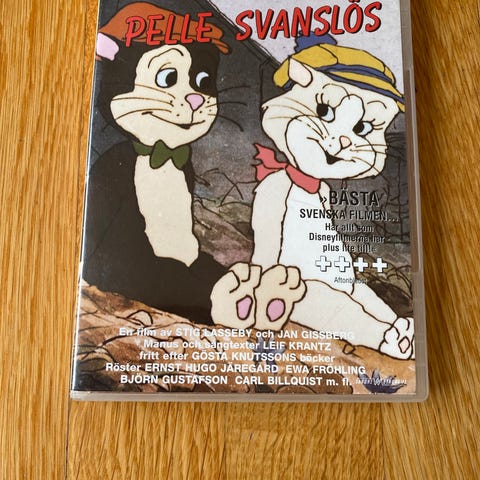 PELLE SVANSLÖS
»BÄSTA
SVENSKA FILMEN...
Har allt som
Disneyfilmerna har
plus lite till!«
Aftonbladet
En film av STIG LASSEBY och JAN GISSBERG
Manus och sångtexter LEIF KRANTZ
fritt efter GÖSTA KNUTSSONS böcker
Röster ERNST HUGO JÄREGÅRD EWA FRÖHLING
BJÖRN GUSTAFSON CARL BILLQUIST m. fl.